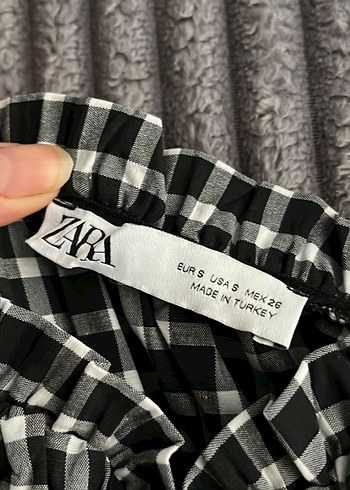 ZARA
EUR S USA S MEX 26
MADE IN TURKEY